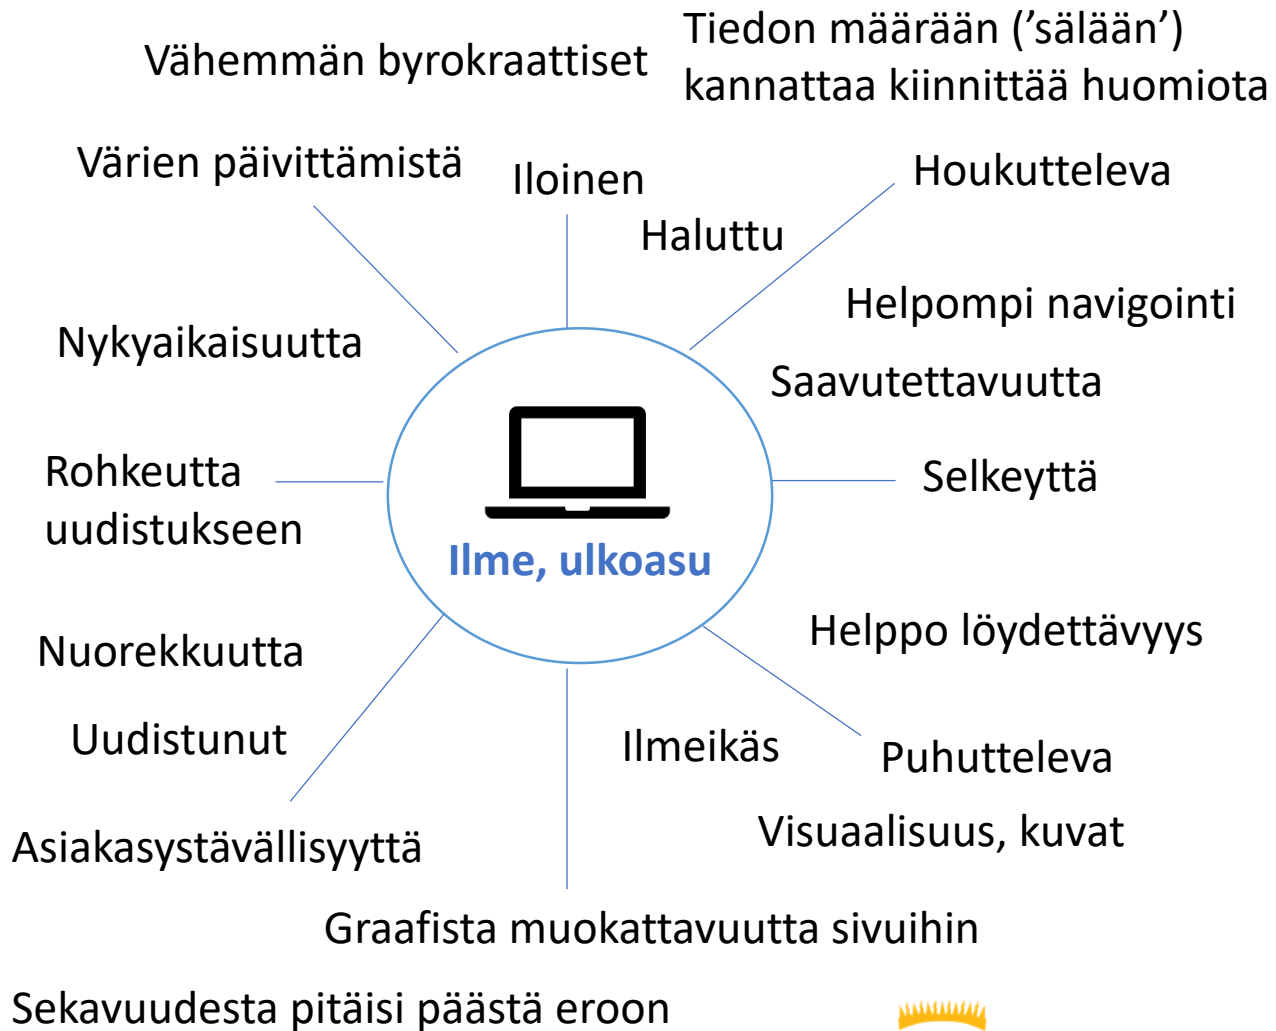 Vähemmän byrokraattiset
Tiedon määrään (’sälään’)
kannattaa kiinnittää huomiota
Värien päivittämistä
Iloinen
Houkutteleva
Haluttu
Helpompi navigointi
Nykyaikaisuutta
Saavutettavuutta
Rohkeutta
uudistukseen
Selkeyttä
Ilme, ulkoasu
Helppo löydettävyys
Nuorekkuutta
Uudistunut
Ilmeikäs
Puhutteleva
Asiakasystävällisyyttä
Visuaalisuus, kuvat
Graafista muokattavuutta sivuihin
Sekavuudesta pitäisi päästä eroon